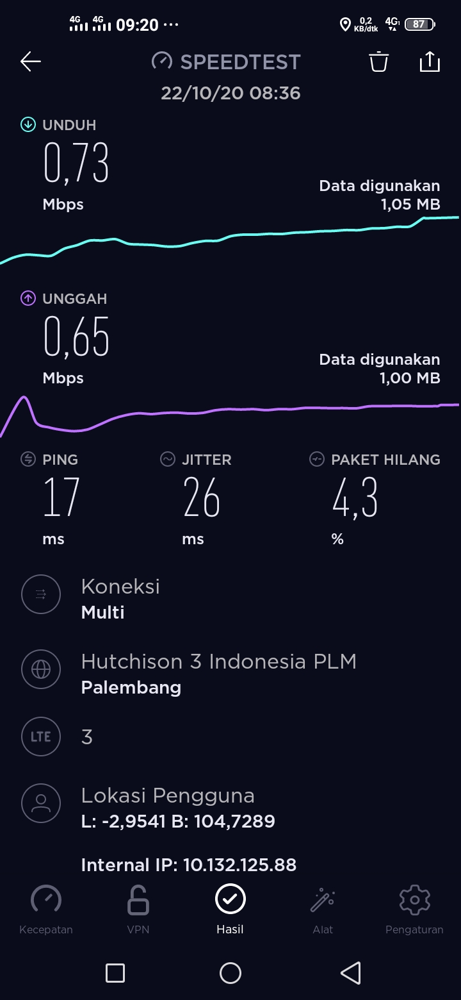 4G 4G 09:20 ··· 0,2 KB/dtk 4G 87
SPEEDTEST
22/10/20 08:36
UNDUH
0,73
Mbps
Data digunakan
1,05 MB
UNGGAH
0,65
Mbps
Data digunakan
1,00 MB
PING JITTER PAKET HILANG
17 26 4,3
ms ms %
Koneksi
Multi
Hutchison 3 Indonesia PLM
Palembang
LTE 3
Lokasi Pengguna
L: -2,9541 B: 104,7289
Internal IP: 10.132.125.88
Kecepatan VPN Hasil Alat Pengaturan